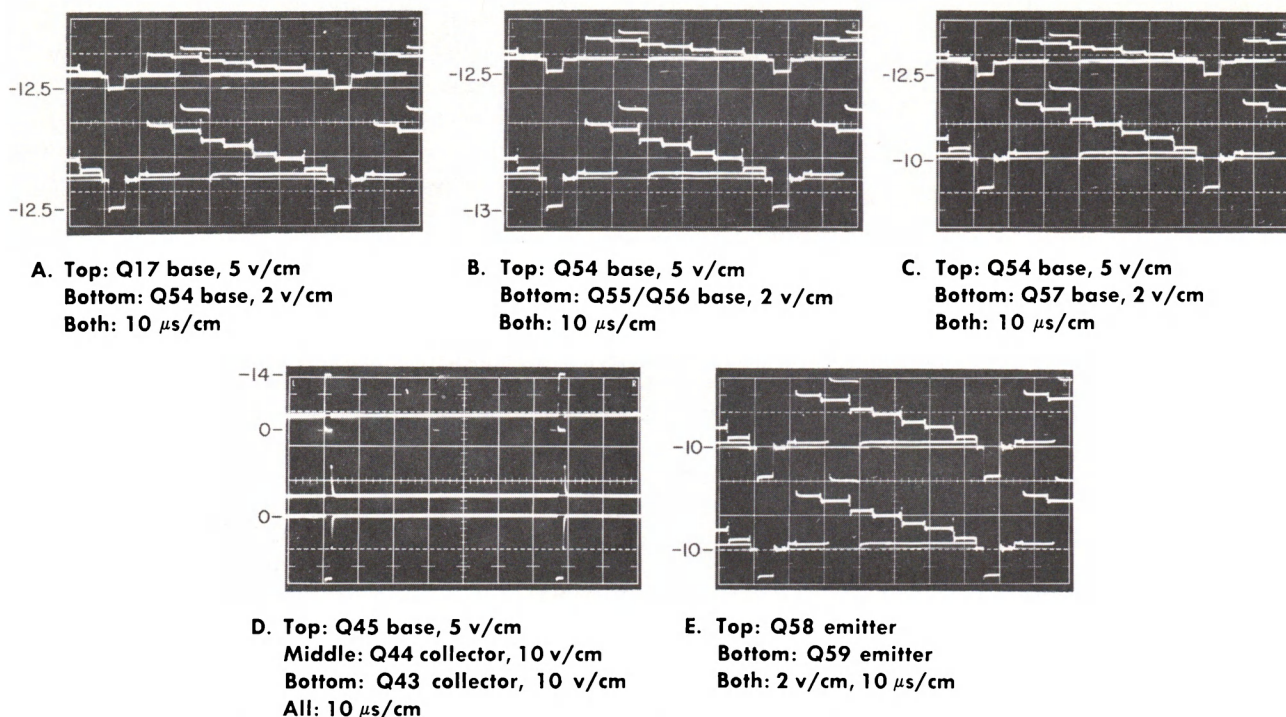 -12.5-
-12.5-
A. Top: Q17 base, 5 v/cm
Bottom: Q54 base, 2 v/cm
Both: 10 μs/cm
-12.5-
-13-
B. Top: Q54 base, 5 v/cm
Bottom: Q55/Q56 base, 2 v/cm
Both: 10 μs/cm
-12.5-
-10-
C. Top: Q54 base, 5 v/cm
Bottom: Q57 base, 2 v/cm
Both: 10 μs/cm
-14-
0-
0-
L
R
D. Top: Q45 base, 5 v/cm
Middle: Q44 collector, 10 v/cm
Bottom: Q43 collector, 10 v/cm
All: 10 μs/cm
-10-
-10-
E. Top: Q58 emitter
Bottom: Q59 emitter
Both: 2 v/cm, 10 μs/cm